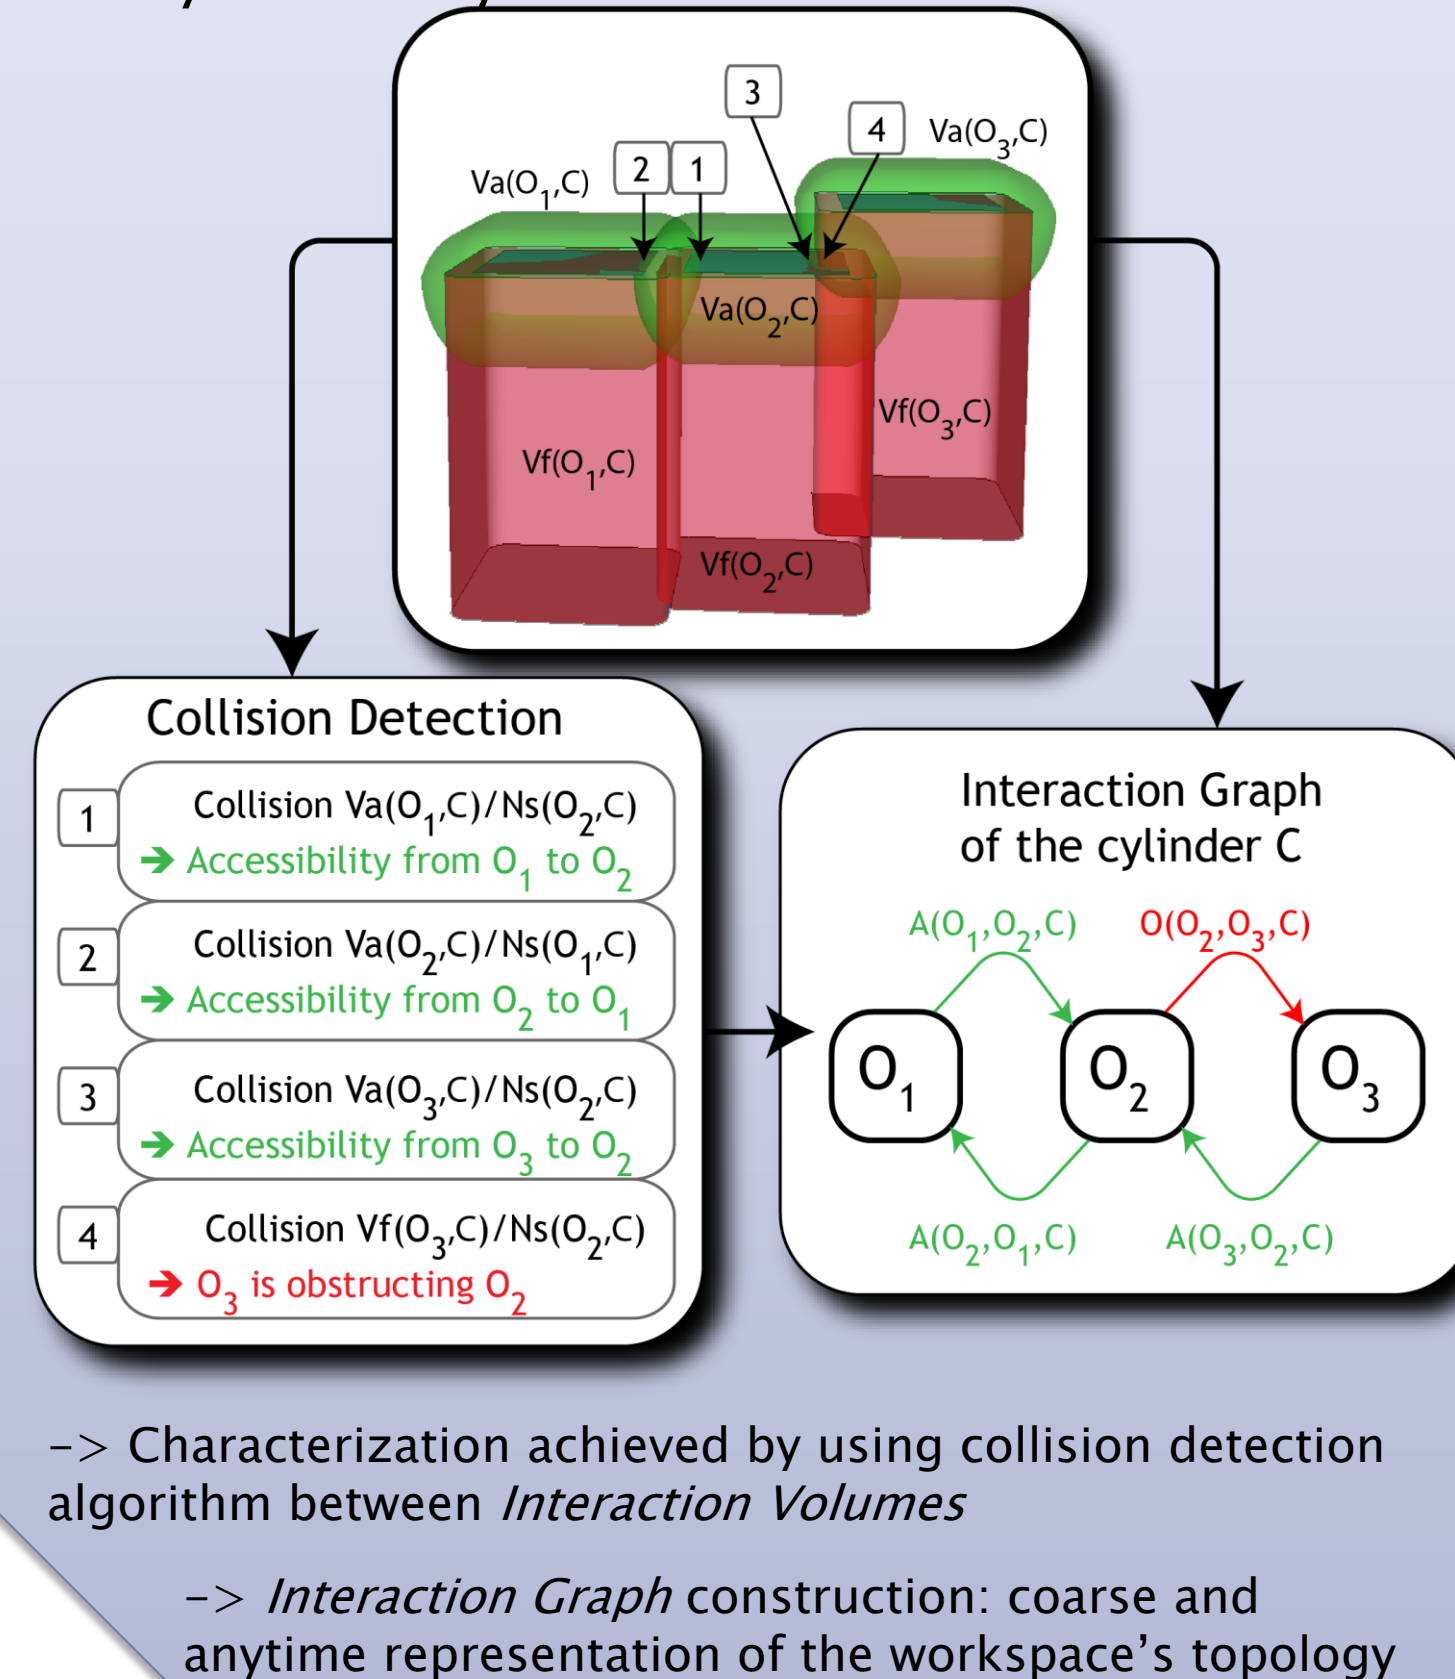 3
4
Va(O3,C)
2
1
Va(O1,C)
Va(O2,C)
Vf(O3,C)
Vf(O1,C)
Vf(O2,C)
Collision Detection
1
Collision Va(O1,C)/Ns(O2,C)
➔ Accessibility from O1 to O2
2
Collision Va(O2,C)/Ns(O1,C)
➔ Accessibility from O2 to O1
3
Collision Va(O3,C)/Ns(O2,C)
➔ Accessibility from O3 to O2
4
Collision Vf(O3,C)/Ns(O2,C)
➔ O3 is obstructing O2
Interaction Graph
of the cylinder C
A(O1,O2,C)
O(O2,O3,C)
O1
O2
O3
A(O2,O1,C)
A(O3,O2,C)
–> Characterization achieved by using collision detection
algorithm between Interaction Volumes
–> Interaction Graph construction: coarse and
anytime representation of the workspace’s topology